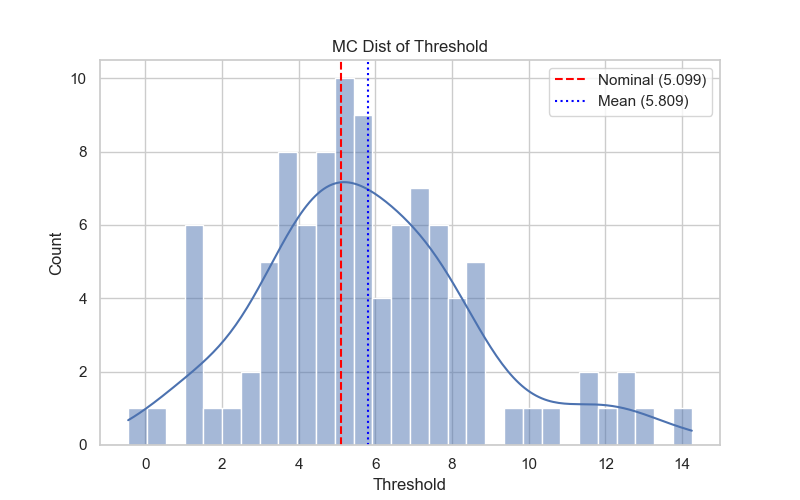 MC Dist of Threshold
Nominal (5.099)
Mean (5.809)
Count
10
8
6
4
2
0
0 2 4 6 8 10 12 14
Threshold